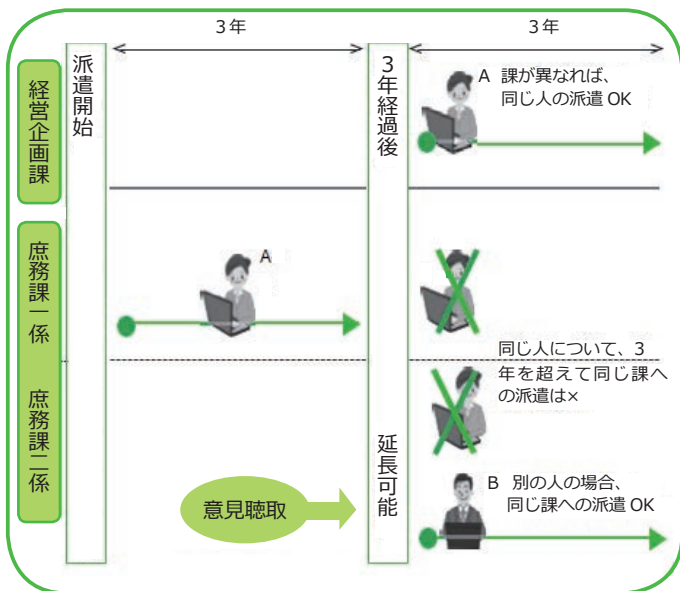 3年
3年
派遣開始
3年経過後
延長可能
経営企画課
庶務課一係
庶務課二係
A 課が異なれば、
同じ人の派遣 OK
A
同じ人について、3
年を超えて同じ課へ
の派遣は×
意見聴取
B 別の人の場合、
同じ課への派遣 OK